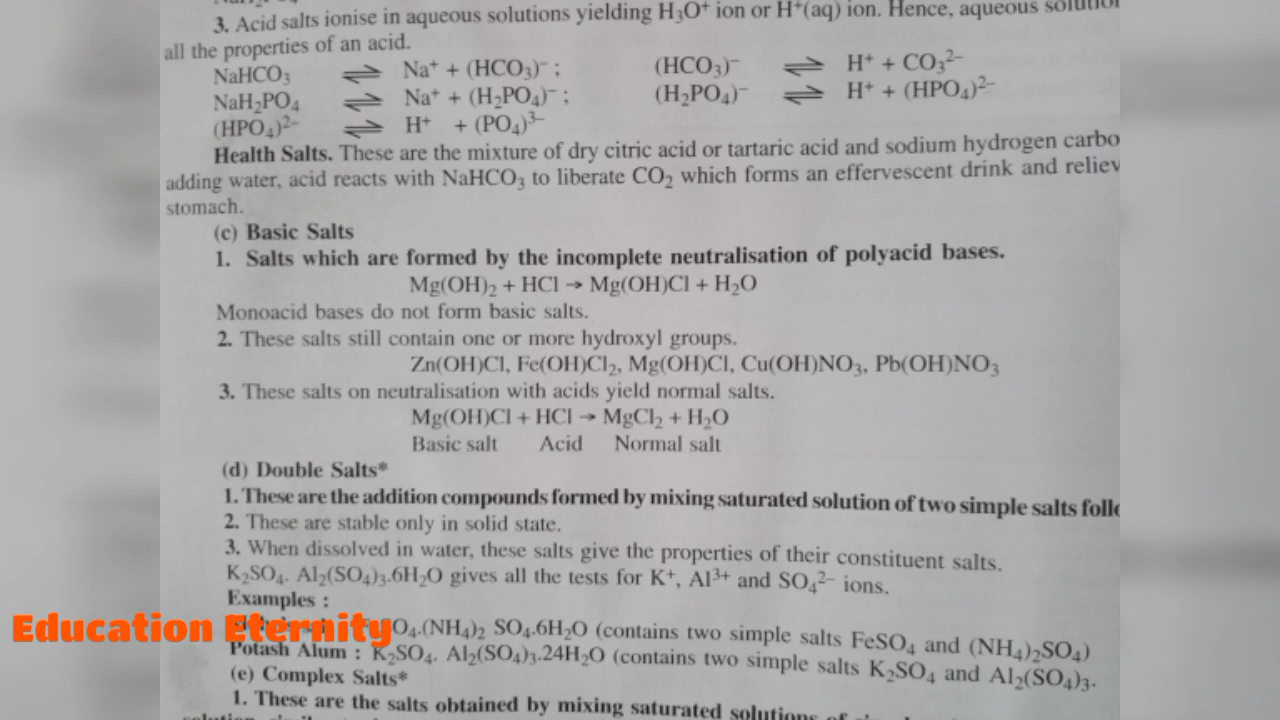 3. Acid salts ionise in aqueous solutions yielding H₃O⁺ ion or H⁺(aq) ion. Hence, aqueous
all the properties of an acid.
NaHCO₃ ⇌ Na⁺ + (HCO₃)⁻ ; (HCO₃)⁻ ⇌ H⁺ + CO₃²⁻
NaH₂PO₄ ⇌ Na⁺ + (H₂PO₄)⁻ ; (H₂PO₄)⁻ ⇌ H⁺ + (HPO₄)²⁻
(HPO₄)²⁻ ⇌ H⁺ + (PO₄)³⁻
Health Salts. These are the mixture of dry citric acid or tartaric acid and sodium hydrogen carbo
adding water, acid reacts with NaHCO₃ to liberate CO₂ which forms an effervescent drink and reliev
stomach.
(c) Basic Salts
1. Salts which are formed by the incomplete neutralisation of polyacid bases.
Mg(OH)₂ + HCl → Mg(OH)Cl + H₂O
Monoacid bases do not form basic salts.
2. These salts still contain one or more hydroxyl groups.
Zn(OH)Cl, Fe(OH)Cl₂, Mg(OH)Cl, Cu(OH)NO₃, Pb(OH)NO₃
3. These salts on neutralisation with acids yield normal salts.
Mg(OH)Cl + HCl → MgCl₂ + H₂O
Basic salt Acid Normal salt
(d) Double Salts*
1. These are the addition compounds formed by mixing saturated solution of two simple salts follo
2. These are stable only in solid state.
3. When dissolved in water, these salts give the properties of their constituent salts.
K₂SO₄. Al₂(SO₄)₃.6H₂O gives all the tests for K⁺, Al³⁺ and SO₄²⁻ ions.
Examples :
Education Eternity
O₄.(NH₄)₂ SO₄.6H₂O (contains two simple salts FeSO₄ and (NH₄)₂SO₄)
Potash Alum : K₂SO₄. Al₂(SO₄)₃.24H₂O (contains two simple salts K₂SO₄ and Al₂(SO₄)₃.
(e) Complex Salts*
1. These are the salts obtained by mixing saturated solutions of